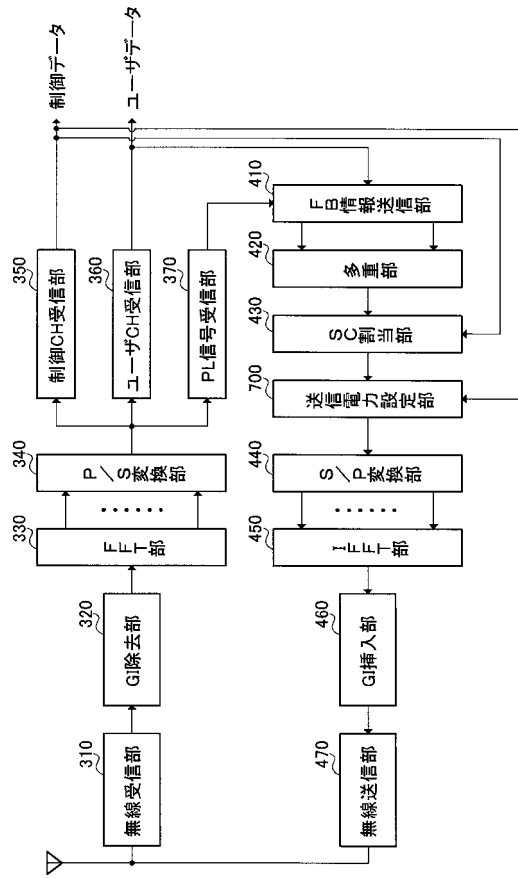 310
無線受信部
320
GI除去部
330
FFT部
340
P/S変換部
350
制御CH受信部
制御データ
360
ユーザCH受信部
ユーザデータ
370
PL信号受信部
410
FB情報送信部
420
多重部
430
SC割当部
700
送信電力設定部
440
S/P変換部
450
IFFT部
460
GI挿入部
470
無線送信部